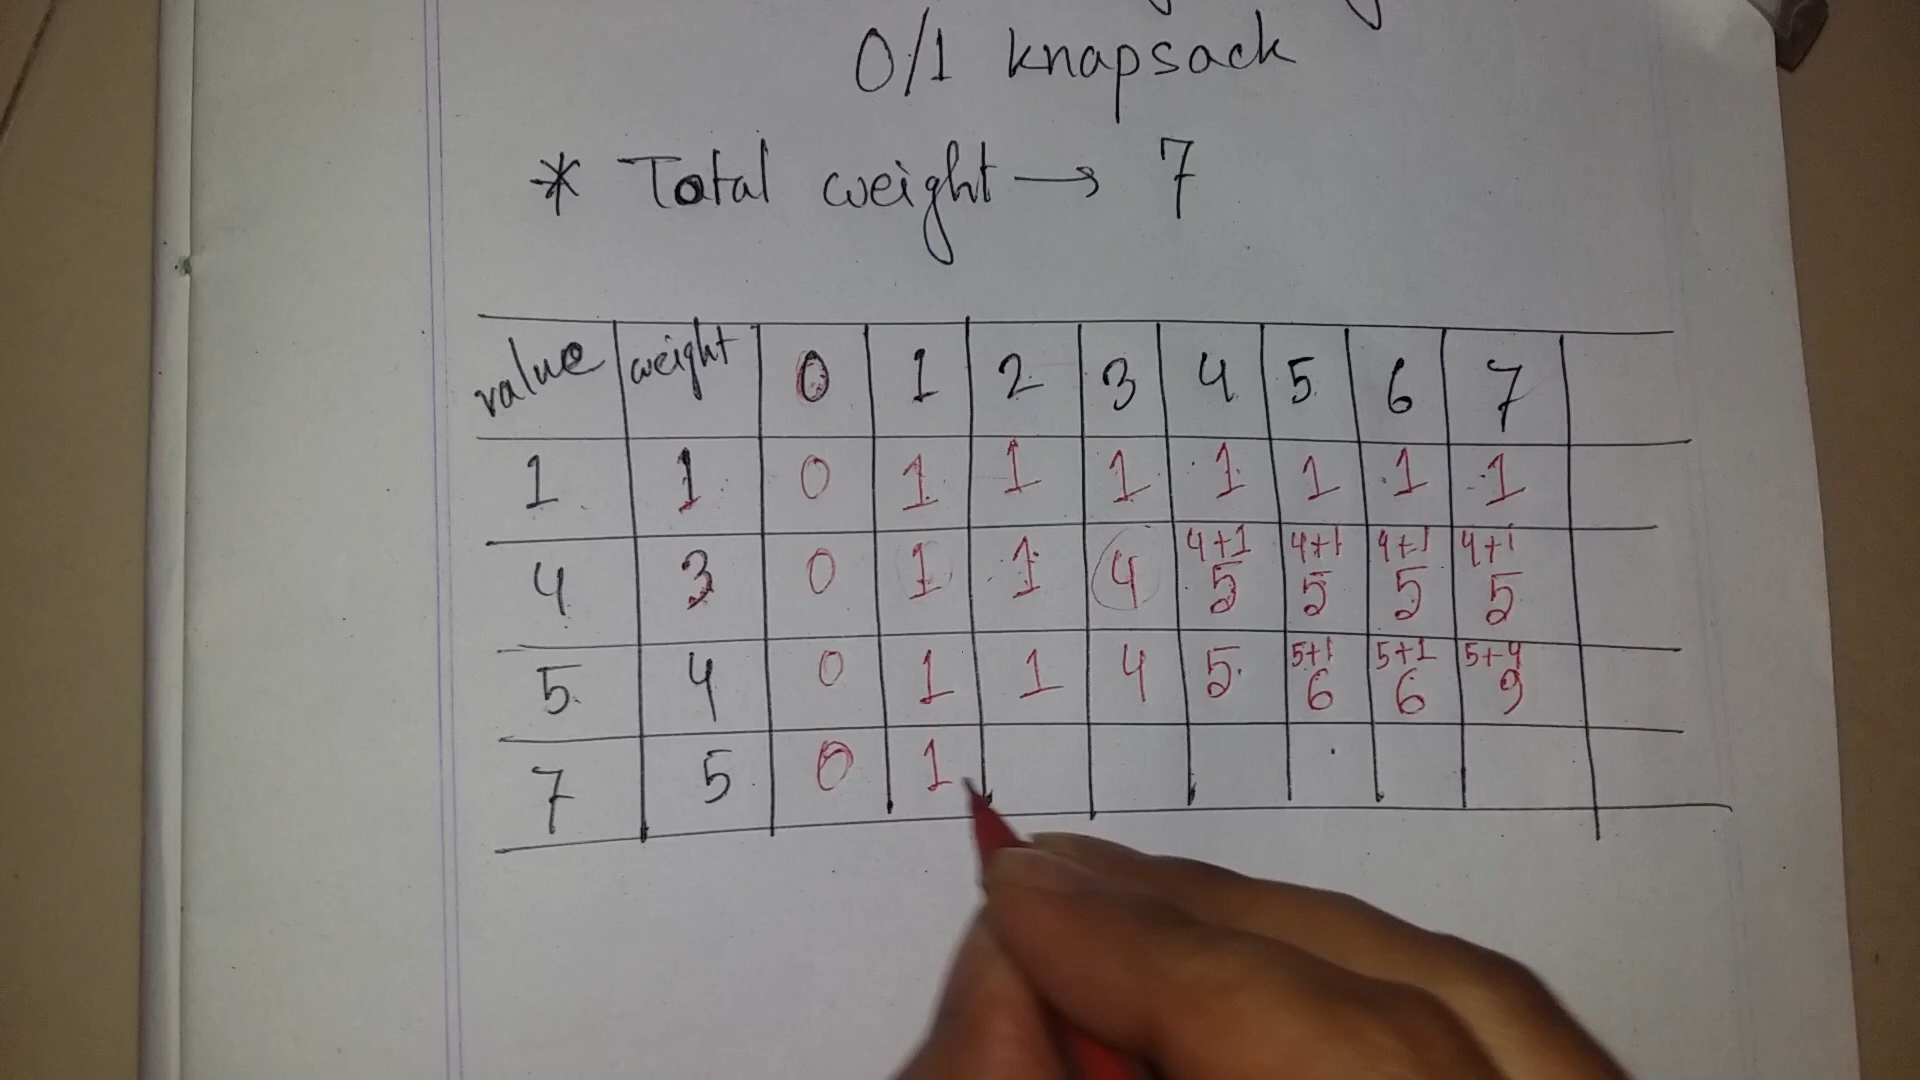 0/1 knapsack
* Total weight → 7
value weight 0 1 2 3 4 5 6 7
1 1 0 1 1 1 1 1 1 1
4+1 4+1 4+1 4+1
4 3 0 1 1 4 5 5 5 5
5+1 5+1 5+4
5 4 0 1 1 4 5 6 6 9
7 5 0 1